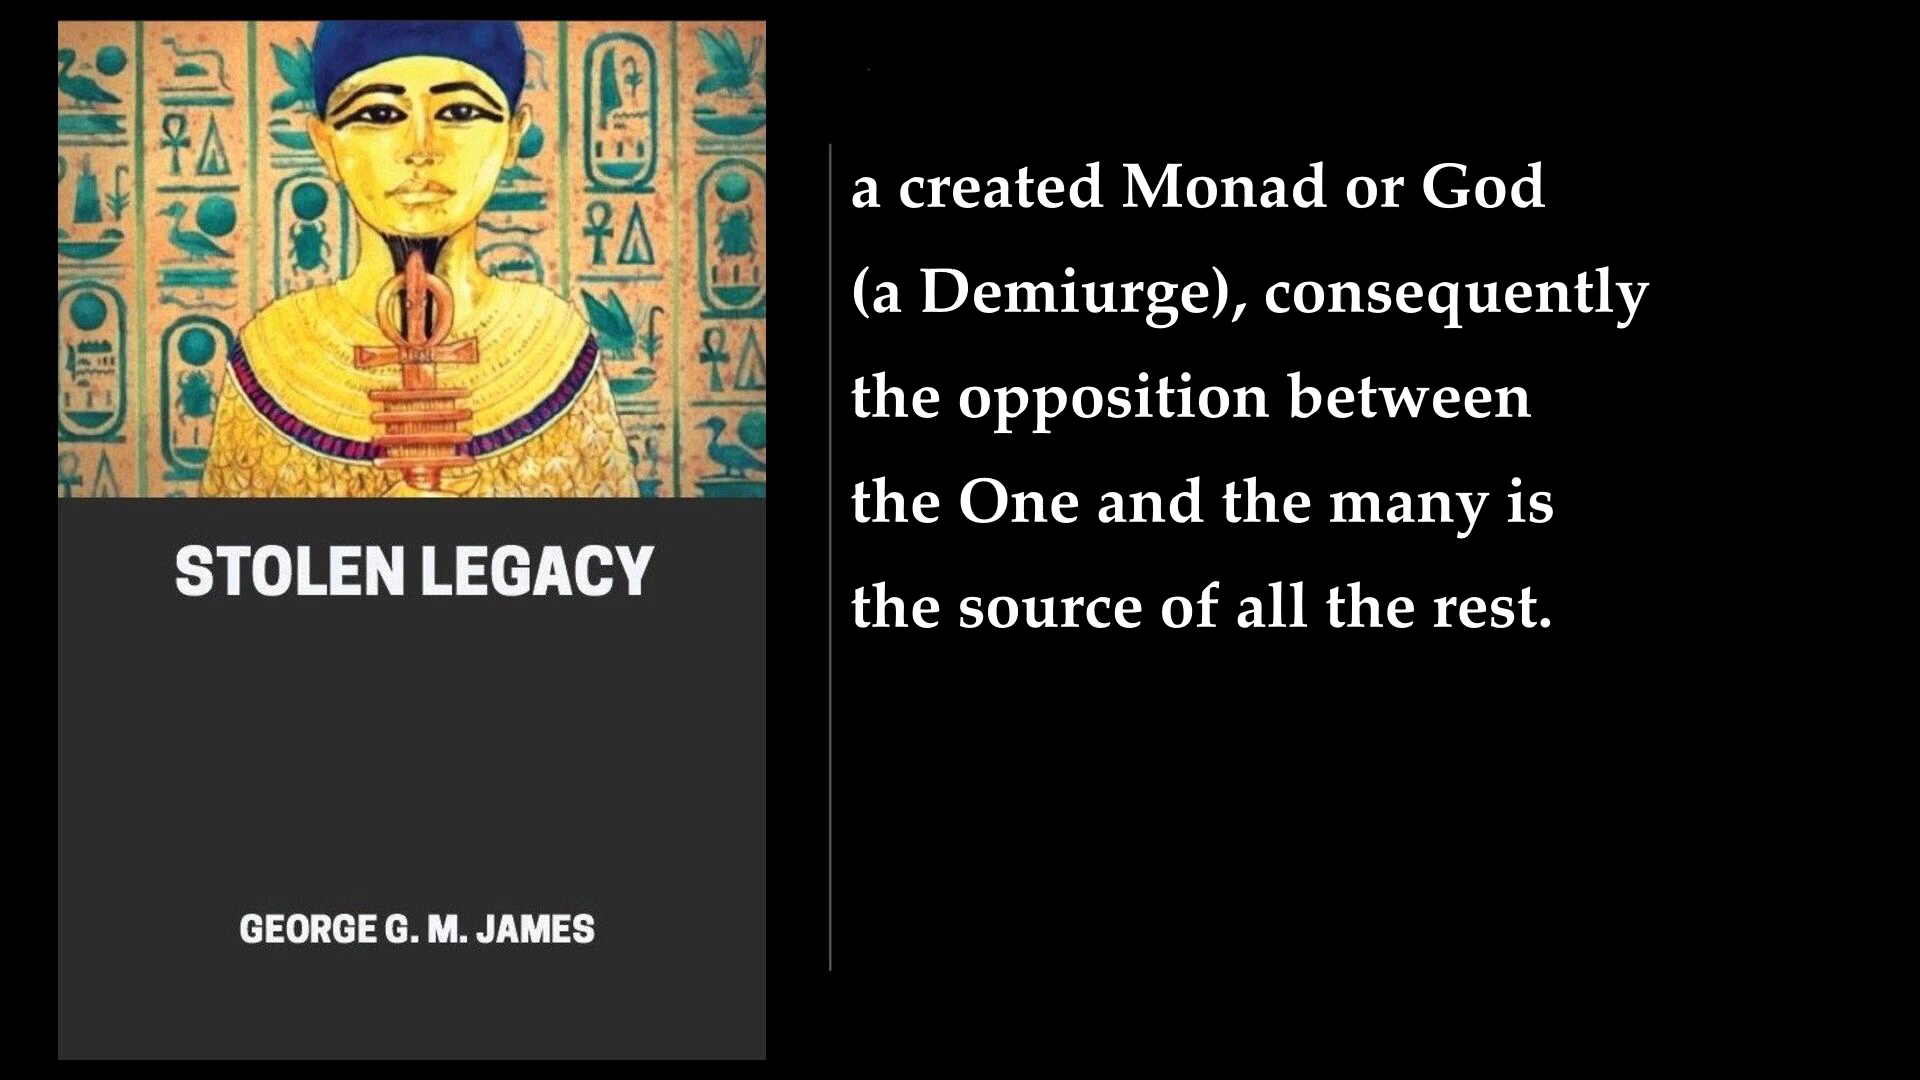 STOLEN LEGACY
GEORGE G. M. JAMES
a created Monad or God
(a Demiurge), consequently
the opposition between
the One and the many is
the source of all the rest.